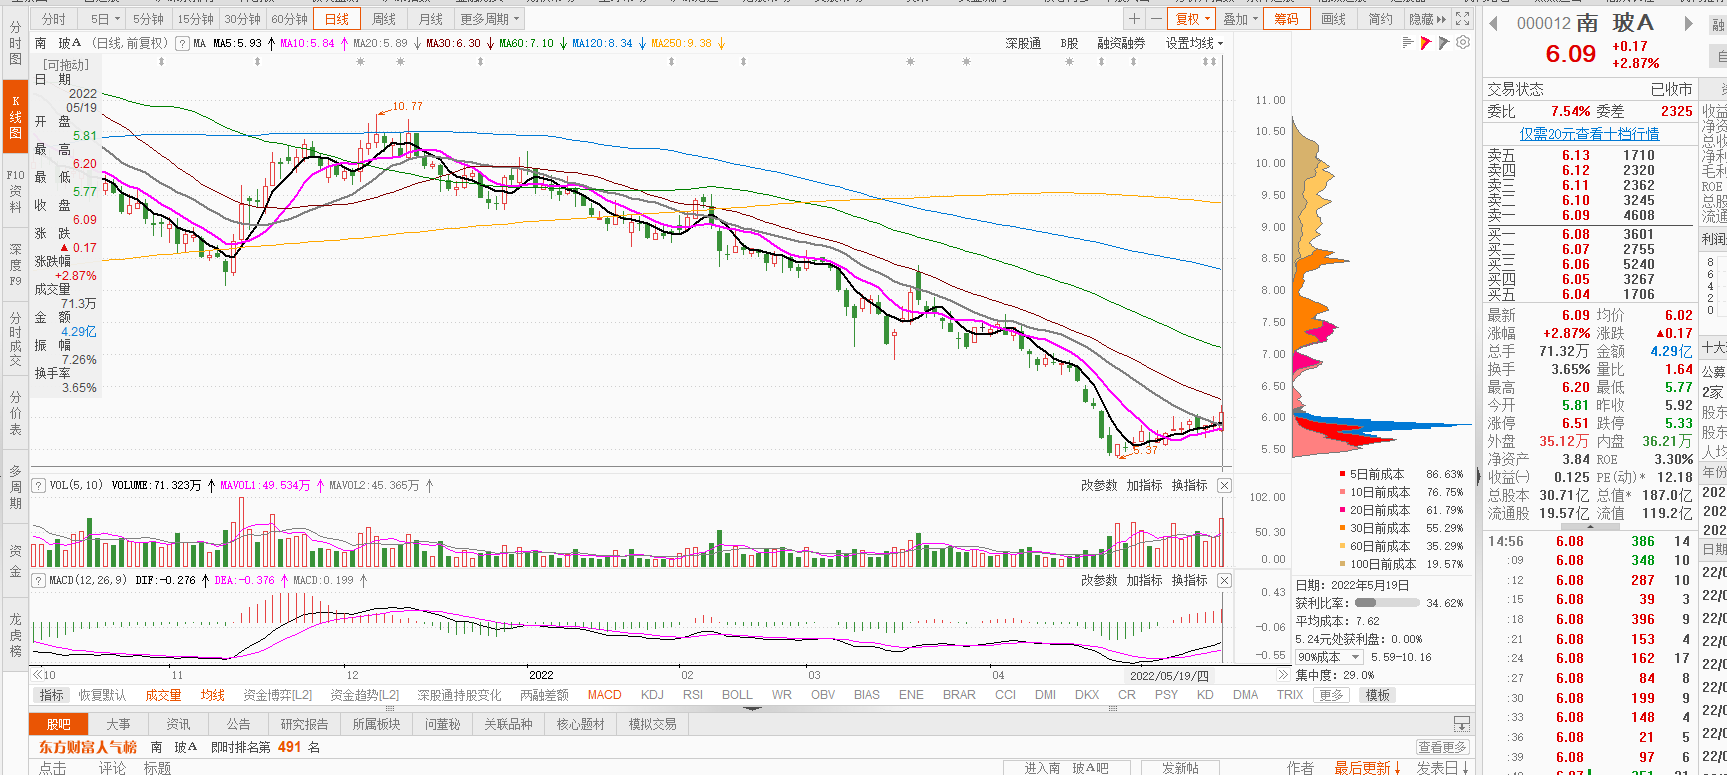 分时 5日 5分钟 15分钟 30分钟 60分钟 日线 周线 月线 更多周期 复权 叠加 筹码 画线 简约 隐藏
000012 南 玻A
6.09 +0.17 +2.87%
南 玻A (日线,前复权) ? MA MA5:5.93 MA10:5.84 MA20:5.89 MA30:6.30 MA60:7.10 MA120:8.34 MA250:9.38 深股通 B股 融资融券 设置均线
分时图
K线图
F10资料
深度F9
分时成交
分价表
多周期
资金
龙虎榜
[可拖动]
日 期
2022
05/19
开 盘
5.81
最 高
6.20
最 低
5.77
收 盘
6.09
涨 跌
▲0.17
涨跌幅
+2.87%
成交量
71.3万
金 额
4.29亿
振 幅
7.26%
换手率
3.65%
10.77
5.37
11.00
10.50
10.00
9.50
9.00
8.50
8.00
7.50
7.00
6.50
6.00
5.50
? VOL(5,10) VOLUME:71.323万 MAVOL1:49.534万 MAVOL2:45.365万 改参数 加指标 换指标
102.00
50.30
0.00
? MACD(12,26,9) DIF:-0.276 DEA:-0.376 MACD:0.199 改参数 加指标 换指标
0.43
-0.06
-0.55
10 11 12 2022 02 03 04 2022/05/19/四
5日前成本 86.63%
10日前成本 76.75%
20日前成本 61.79%
30日前成本 55.29%
60日前成本 35.29%
100日前成本 19.57%
日期: 2022年5月19日
获利比率: 34.62%
平均成本: 7.62
5.24元处获利盘: 0.00%
90%成本 5.59-10.16
集中度: 29.0%
指标 恢复默认 成交量 均线 资金博弈[L2] 资金趋势[L2] 深股通持股变化 两融差额 MACD KDJ RSI BOLL WR OBV BIAS ENE BRAR CCI DMI DKX CR PSY KD DMA TRIX 更多 模板
股吧 大事 资讯 公告 研究报告 所属板块 问董秘 关联品种 核心题材 模拟交易
东方财富人气榜 南 玻A 即时排名第 491 名 查看更多
点击 评论 标题 进入南 玻A吧 发新帖 作者 最后更新 发表日
交易状态 已收市
委比 7.54% 委差 2325
仅需20元查看十档行情
卖五 6.13 1710
卖四 6.12 2320
卖三 6.11 2362
卖二 6.10 3245
卖一 6.09 4608
买一 6.08 3601
买二 6.07 2755
买三 6.06 5240
买四 6.05 3267
买五 6.04 1706
最新 6.09 均价 6.02
涨幅 +2.87% 涨跌 ▲0.17
总手 71.32万 金额 4.29亿
换手 3.65% 量比 1.64
最高 6.20 最低 5.77
今开 5.81 昨收 5.92
涨停 6.51 跌停 5.33
外盘 35.12万 内盘 36.21万
净资产 3.84 ROE 3.30%
收益(一) 0.125 PE(动)* 12.18
总股本 30.71亿 总值* 187.0亿
流通股 19.57亿 流值 119.2亿
14:56 6.08 386 14
:09 6.08 348 10
:12 6.08 287 10
:15 6.08 39 3
:18 6.08 396 9
:21 6.08 153 4
:24 6.08 162 17
:27 6.08 84 8
:30 6.08 199 9
:33 6.08 148 4
:36 6.08 21 5
:39 6.08 97 6
融
自
ROE
利润
8
6
4
2
0
十大
公募
2家
股东
股东
人均
年份
202
202
202
日期
22/0
22/0
22/0
22/0
22/0
22/0
22/0
22/0
22/0